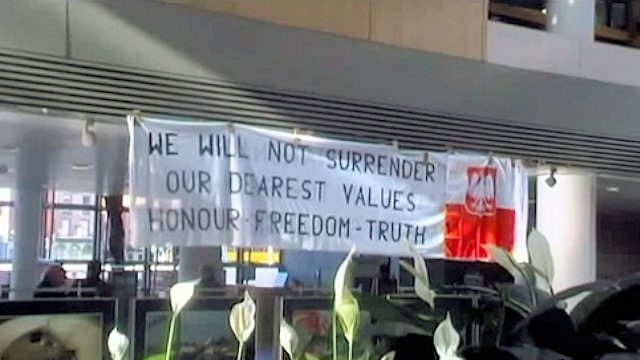 WE WILL NOT SURRENDER
OUR DEAREST VALUES
HONOUR-FREEDOM-TRUTH